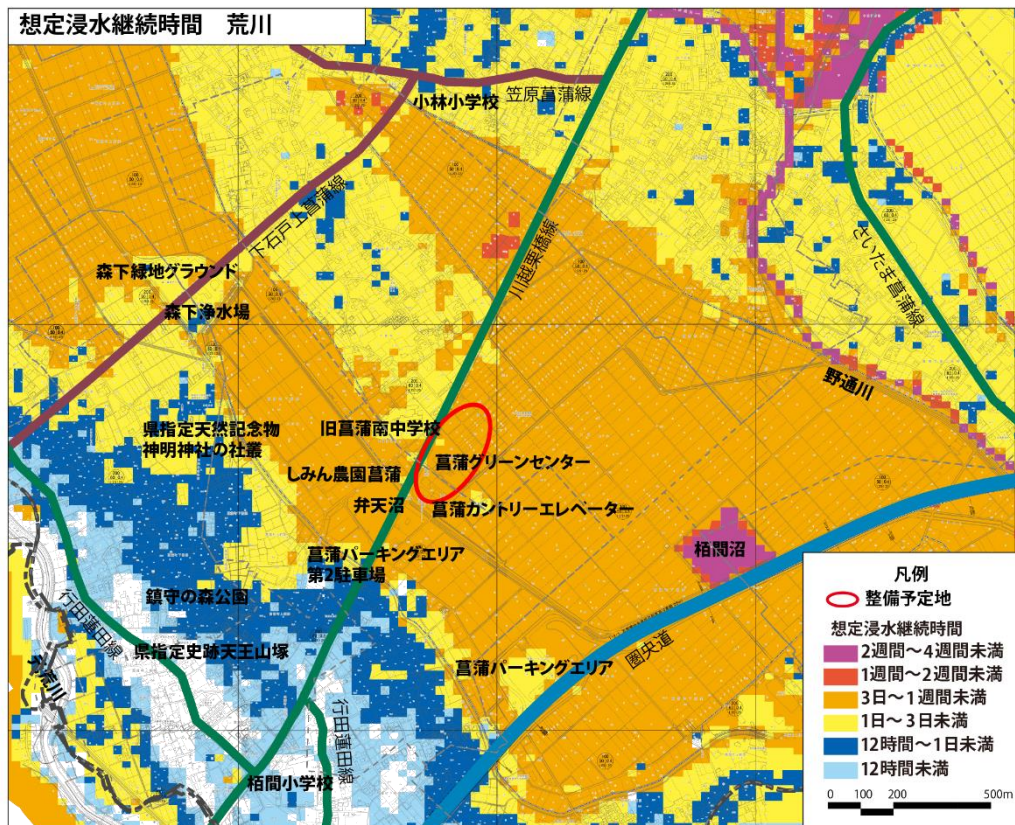 想定浸水継続時間 荒川
小林小学校
笠原菖蒲線
下石戸上菖蒲線
川越栗橋線
さいたま菖蒲線
森下緑地グラウンド
森下浄水場
野通川
県指定天然記念物
神明神社の社叢
旧菖蒲南中学校
しみん農園菖蒲
菖蒲グリーンセンター
弁天沼
菖蒲カントリーエレベーター
菖蒲パーキングエリア
第2駐車場
栢間沼
鎮守の森公園
行田蓮田線
県指定史跡天王山塚
元荒川
菖蒲パーキングエリア
圏央道
行田蓮田線
栢間小学校
凡例
整備予定地
想定浸水継続時間
2週間～4週間未満
1週間～2週間未満
3日～1週間未満
1日～3日未満
12時間～1日未満
12時間未満
0 100 200 500m